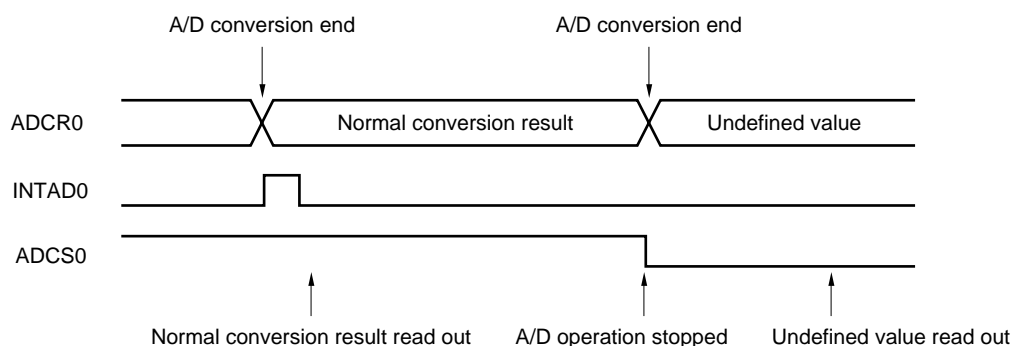 A/D conversion end
A/D conversion end
ADCR0
Normal conversion result
Undefined value
INTAD0
ADCS0
Normal conversion result read out
A/D operation stopped
Undefined value read out